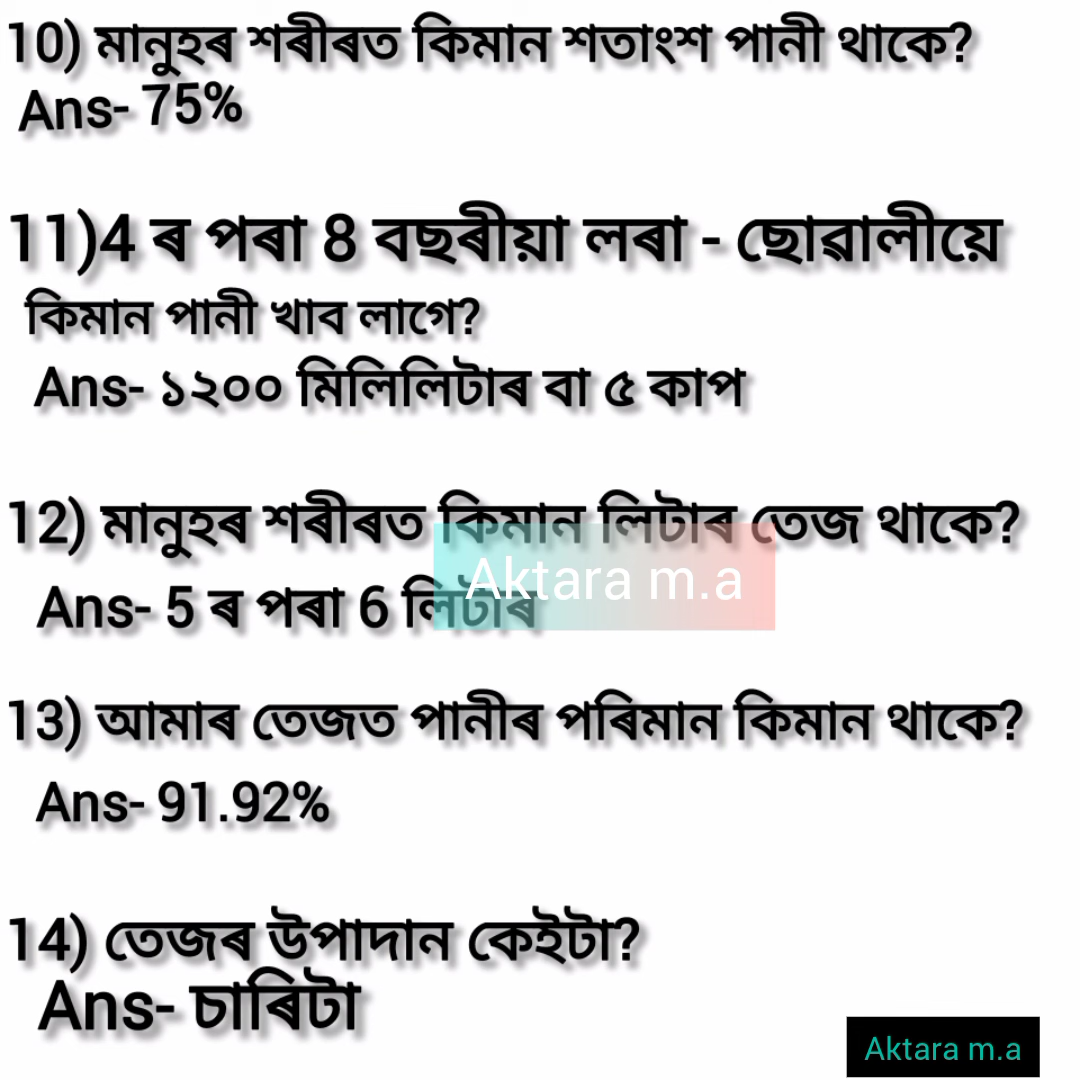 10) মানুহৰ শৰীৰত কিমান শতাংশ পানী থাকে?
Ans- 75%
11)4 ৰ পৰা 8 বছৰীয়া লৰা - ছোৱালীয়ে
কিমান পানী খাব লাগে?
Ans- ১২০০ মিলিলিটাৰ বা ৫ কাপ
12) মানুহৰ শৰীৰত কিমান লিটাৰ তেজ থাকে?
Aktara m.a
Ans- 5 ৰ পৰা 6 লিটাৰ
13) আমাৰ তেজত পানীৰ পৰিমান কিমান থাকে?
Ans- 91.92%
14) তেজৰ উপাদান কেইটা?
Ans- চাৰিটা
Aktara m.a